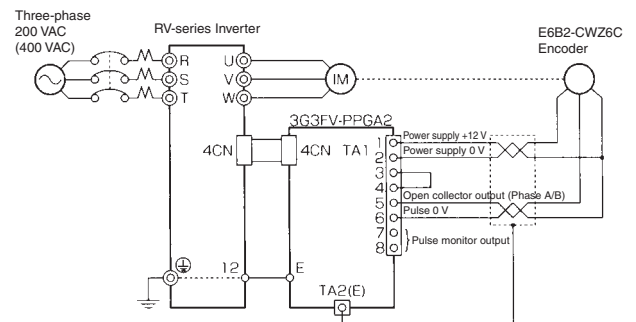 Three-phase
200 VAC
(400 VAC)
RV-series Inverter
E6B2-CWZ6C
Encoder
R
S
T
U
V
W
IM
3G3FV-PPGA2
4CN
4CN
TA1
1
2
3
4
5
6
7
8
Power supply +12 V
Power supply 0 V
Open collector output (Phase A/B)
Pulse 0 V
Pulse monitor output
12
E
TA2(E)